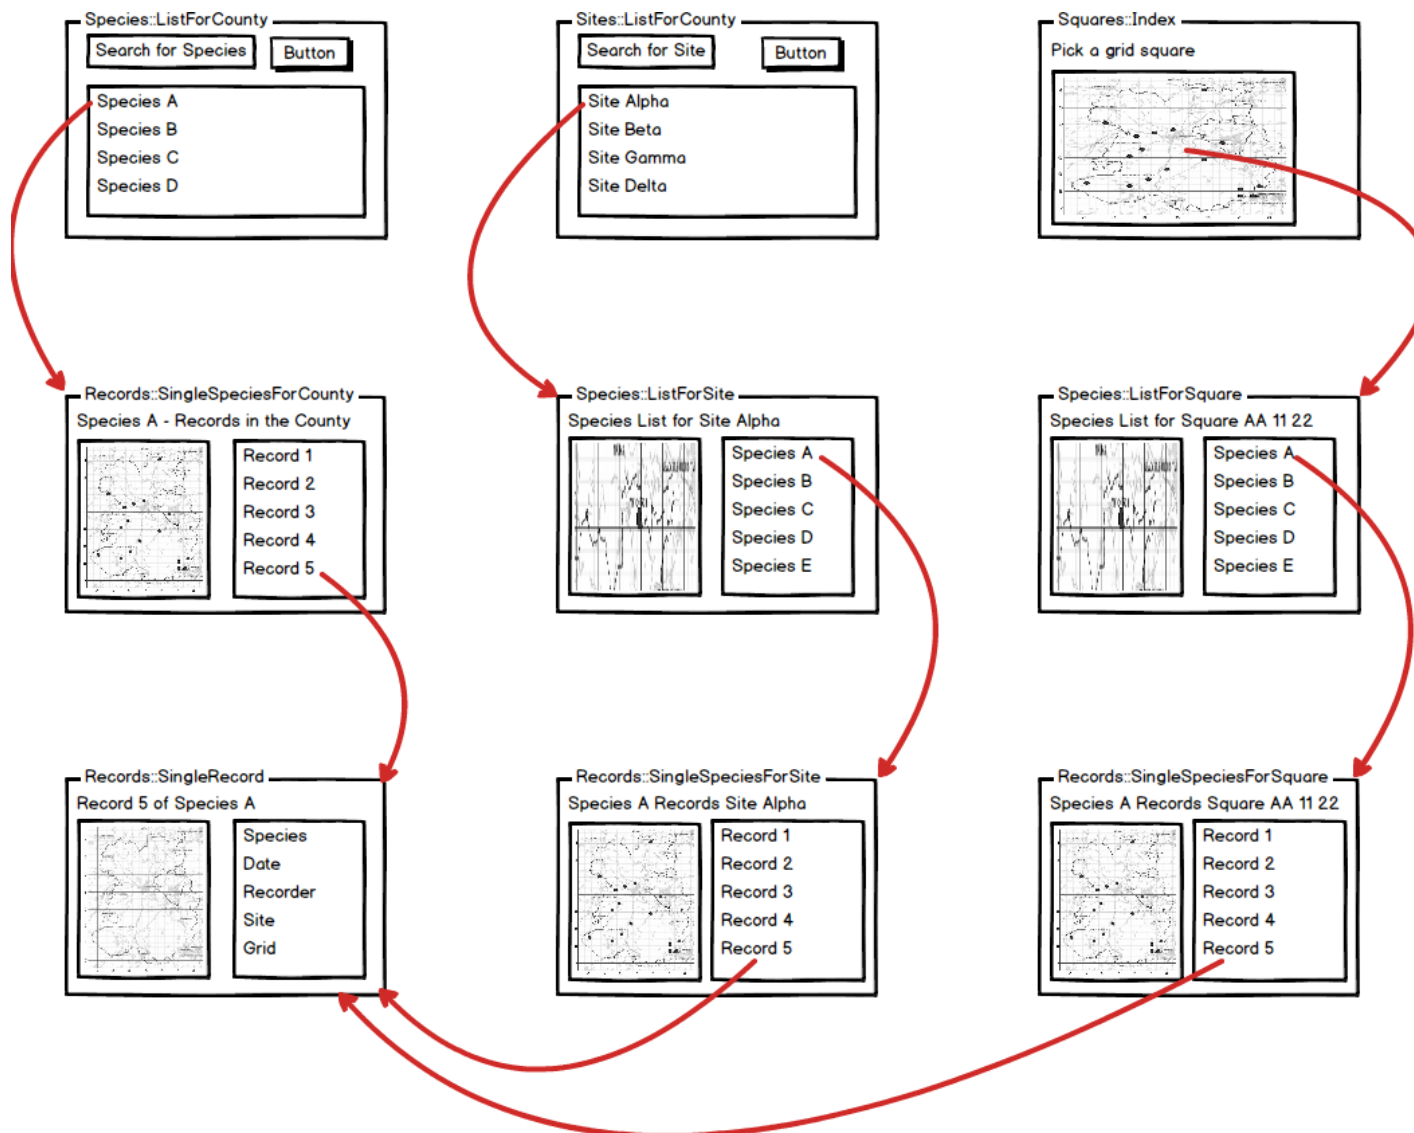 Species::ListForCounty
Search for Species
Button
Species A
Species B
Species C
Species D
Sites::ListForCounty
Search for Site
Button
Site Alpha
Site Beta
Site Gamma
Site Delta
Squares::Index
Pick a grid square
Records::SingleSpeciesForCounty
Species A - Records in the County
Record 1
Record 2
Record 3
Record 4
Record 5
Species::ListForSite
Species List for Site Alpha
Species A
Species B
Species C
Species D
Species E
Species::ListForSquare
Species List for Square AA 11 22
Species A
Species B
Species C
Species D
Species E
Records::SingleRecord
Record 5 of Species A
Species
Date
Recorder
Site
Grid
Records::SingleSpeciesForSite
Species A Records Site Alpha
Record 1
Record 2
Record 3
Record 4
Record 5
Records::SingleSpeciesForSquare
Species A Records Square AA 11 22
Record 1
Record 2
Record 3
Record 4
Record 5